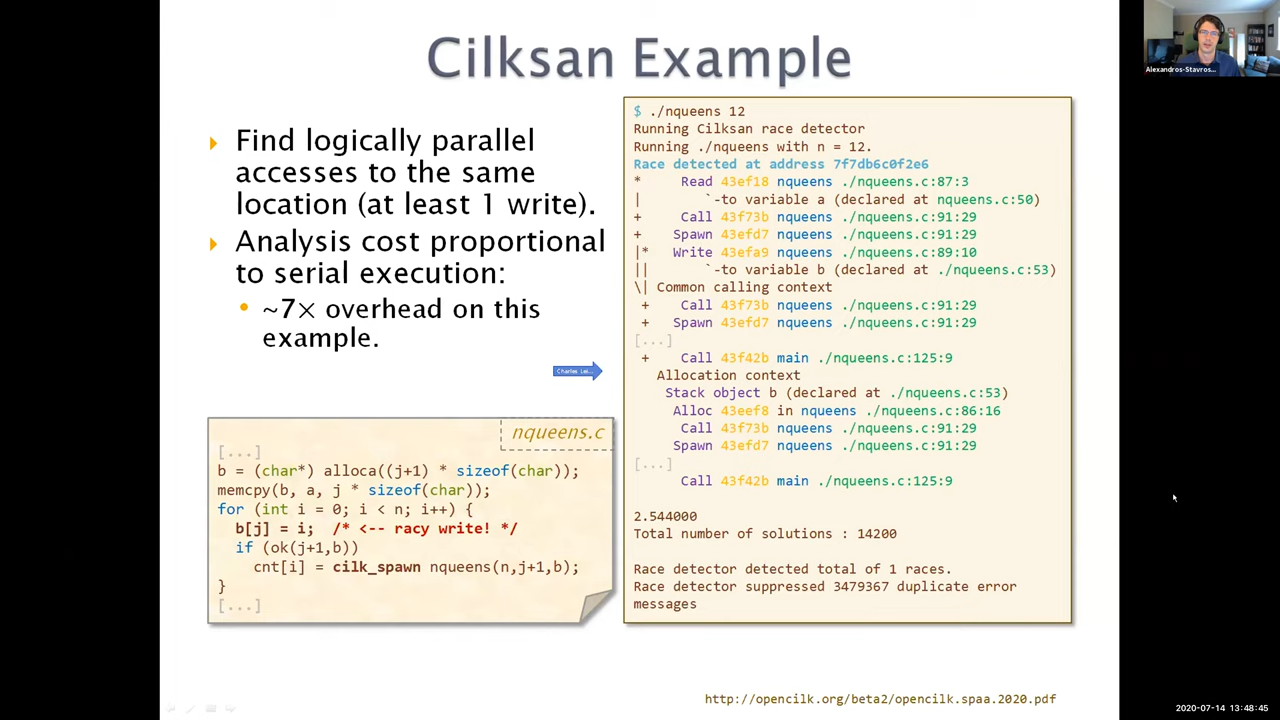 Cilksan Example
Find logically parallel
accesses to the same
location (at least 1 write).
Analysis cost proportional
to serial execution:
~7× overhead on this
example.
nqueens.c
[...]
b = (char*) alloca((j+1) * sizeof(char));
memcpy(b, a, j * sizeof(char));
for (int i = 0; i < n; i++) {
b[j] = i; /* <-- racy write! */
if (ok(j+1,b))
cnt[i] = cilk_spawn nqueens(n,j+1,b);
}
[...]
$ ./nqueens 12
Running Cilksan race detector
Running ./nqueens with n = 12.
Race detected at address 7f7db6c0f2e6
* Read 43ef18 nqueens ./nqueens.c:87:3
| `-to variable a (declared at nqueens.c:50)
+ Call 43f73b nqueens ./nqueens.c:91:29
+ Spawn 43efd7 nqueens ./nqueens.c:91:29
|* Write 43efa9 nqueens ./nqueens.c:89:10
|| `-to variable b (declared at ./nqueens.c:53)
\| Common calling context
+ Call 43f73b nqueens ./nqueens.c:91:29
+ Spawn 43efd7 nqueens ./nqueens.c:91:29
[...]
+ Call 43f42b main ./nqueens.c:125:9
Allocation context
Stack object b (declared at ./nqueens.c:53)
Alloc 43eef8 in nqueens ./nqueens.c:86:16
Call 43f73b nqueens ./nqueens.c:91:29
Spawn 43efd7 nqueens ./nqueens.c:91:29
[...]
Call 43f42b main ./nqueens.c:125:9
2.544000
Total number of solutions : 14200
Race detector detected total of 1 races.
Race detector suppressed 3479367 duplicate error
messages
http://opencilk.org/beta2/opencilk.spaa.2020.pdf
Charles Lei...
Alexandros-Stavros...
2020-07-14 13:48:45